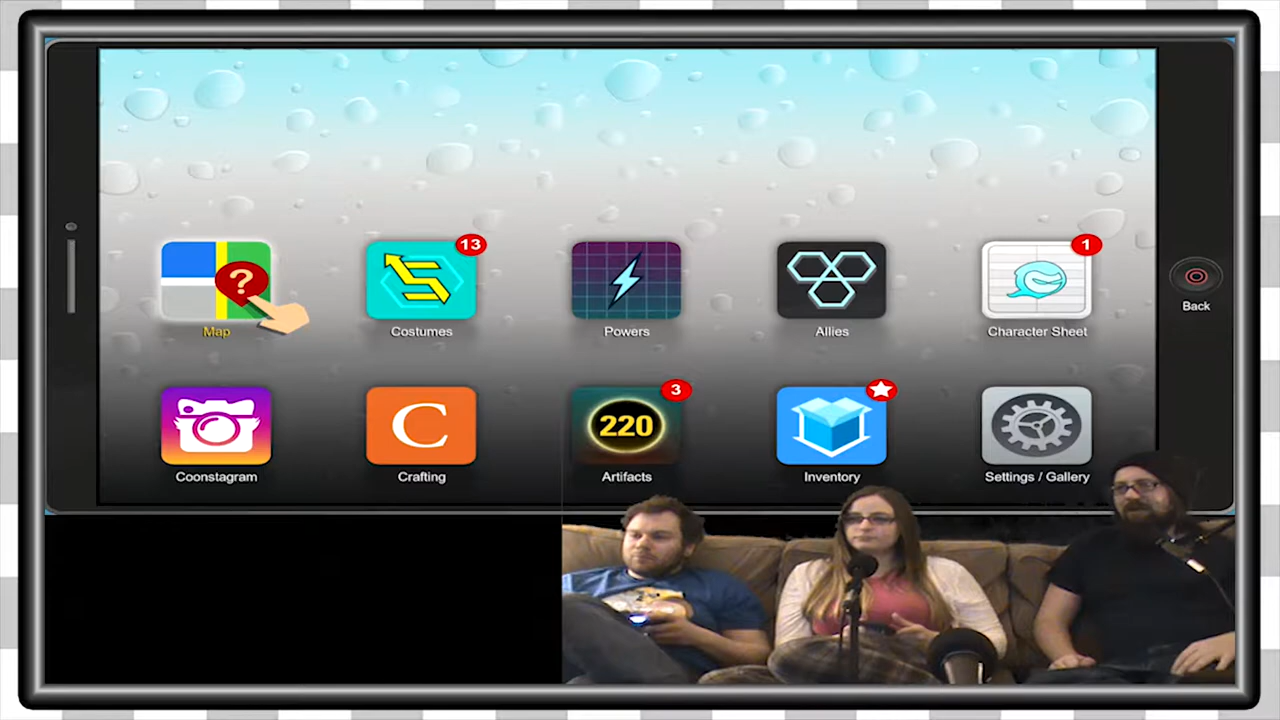 ?
13
1
Map
Costumes
Powers
Allies
Character Sheet
Back
C
220
3
Coonstagram
Crafting
Artifacts
Inventory
Settings / Gallery